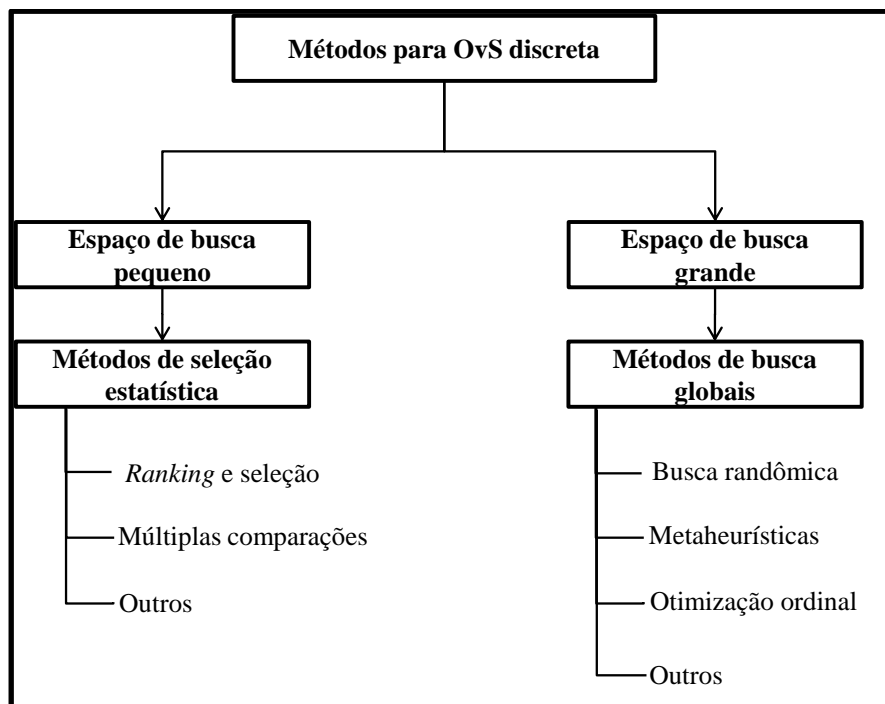 Métodos para OvS discreta
Espaço de busca
pequeno
Métodos de seleção
estatística
Ranking e seleção
Múltiplas comparações
Outros
Espaço de busca
grande
Métodos de busca
globais
Busca randômica
Metaheurísticas
Otimização ordinal
Outros